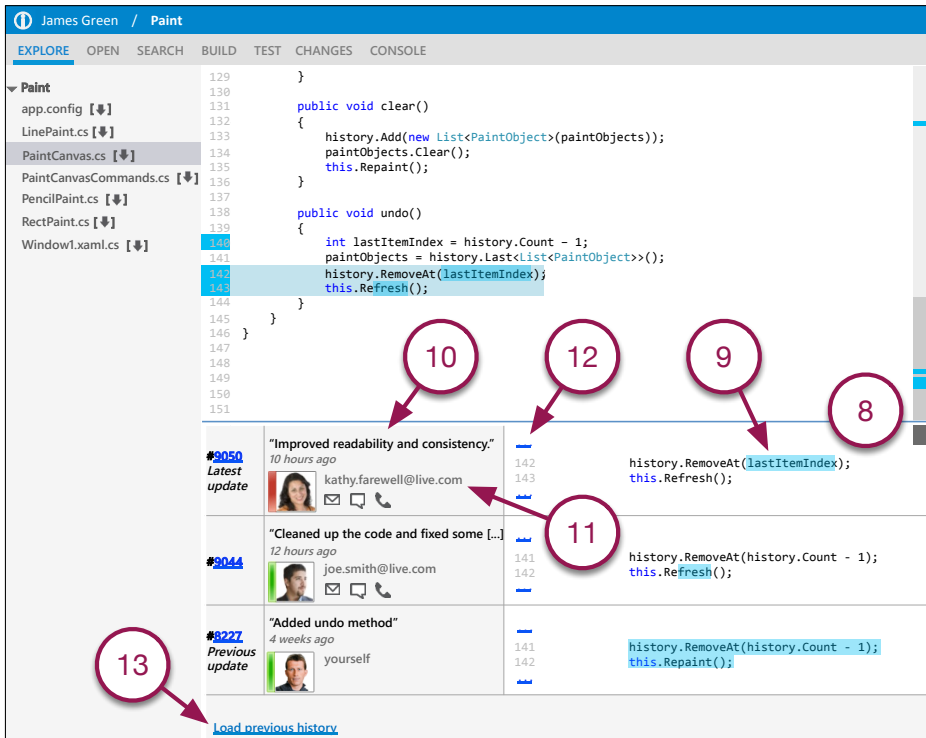 James Green / Paint
EXPLORE OPEN SEARCH BUILD TEST CHANGES CONSOLE
Paint
app.config [⬇]
LinePaint.cs [⬇]
PaintCanvas.cs [⬇]
PaintCanvasCommands.cs [⬇]
PencilPaint.cs [⬇]
RectPaint.cs [⬇]
Window1.xaml.cs [⬇]
129 }
130
131 public void clear()
132 {
133 history.Add(new List<PaintObject>(paintObjects));
134 paintObjects.Clear();
135 this.Repaint();
136 }
137
138 public void undo()
139 {
140 int lastItemIndex = history.Count - 1;
141 paintObjects = history.Last<List<PaintObject>>();
142 history.RemoveAt(lastItemIndex);
143 this.Refresh();
144 }
145 }
146 }
147
148
149
150
151
10
12
9
8
#9050
Latest
update
"Improved readability and consistency."
10 hours ago
kathy.farewell@live.com
...
142 history.RemoveAt(lastItemIndex);
143 this.Refresh();
...
11
#9044
"Cleaned up the code and fixed some [...]
12 hours ago
joe.smith@live.com
...
141 history.RemoveAt(history.Count - 1);
142 this.Refresh();
...
#8227
Previous
update
"Added undo method"
4 weeks ago
yourself
...
141 history.RemoveAt(history.Count - 1);
142 this.Repaint();
...
13
Load previous history